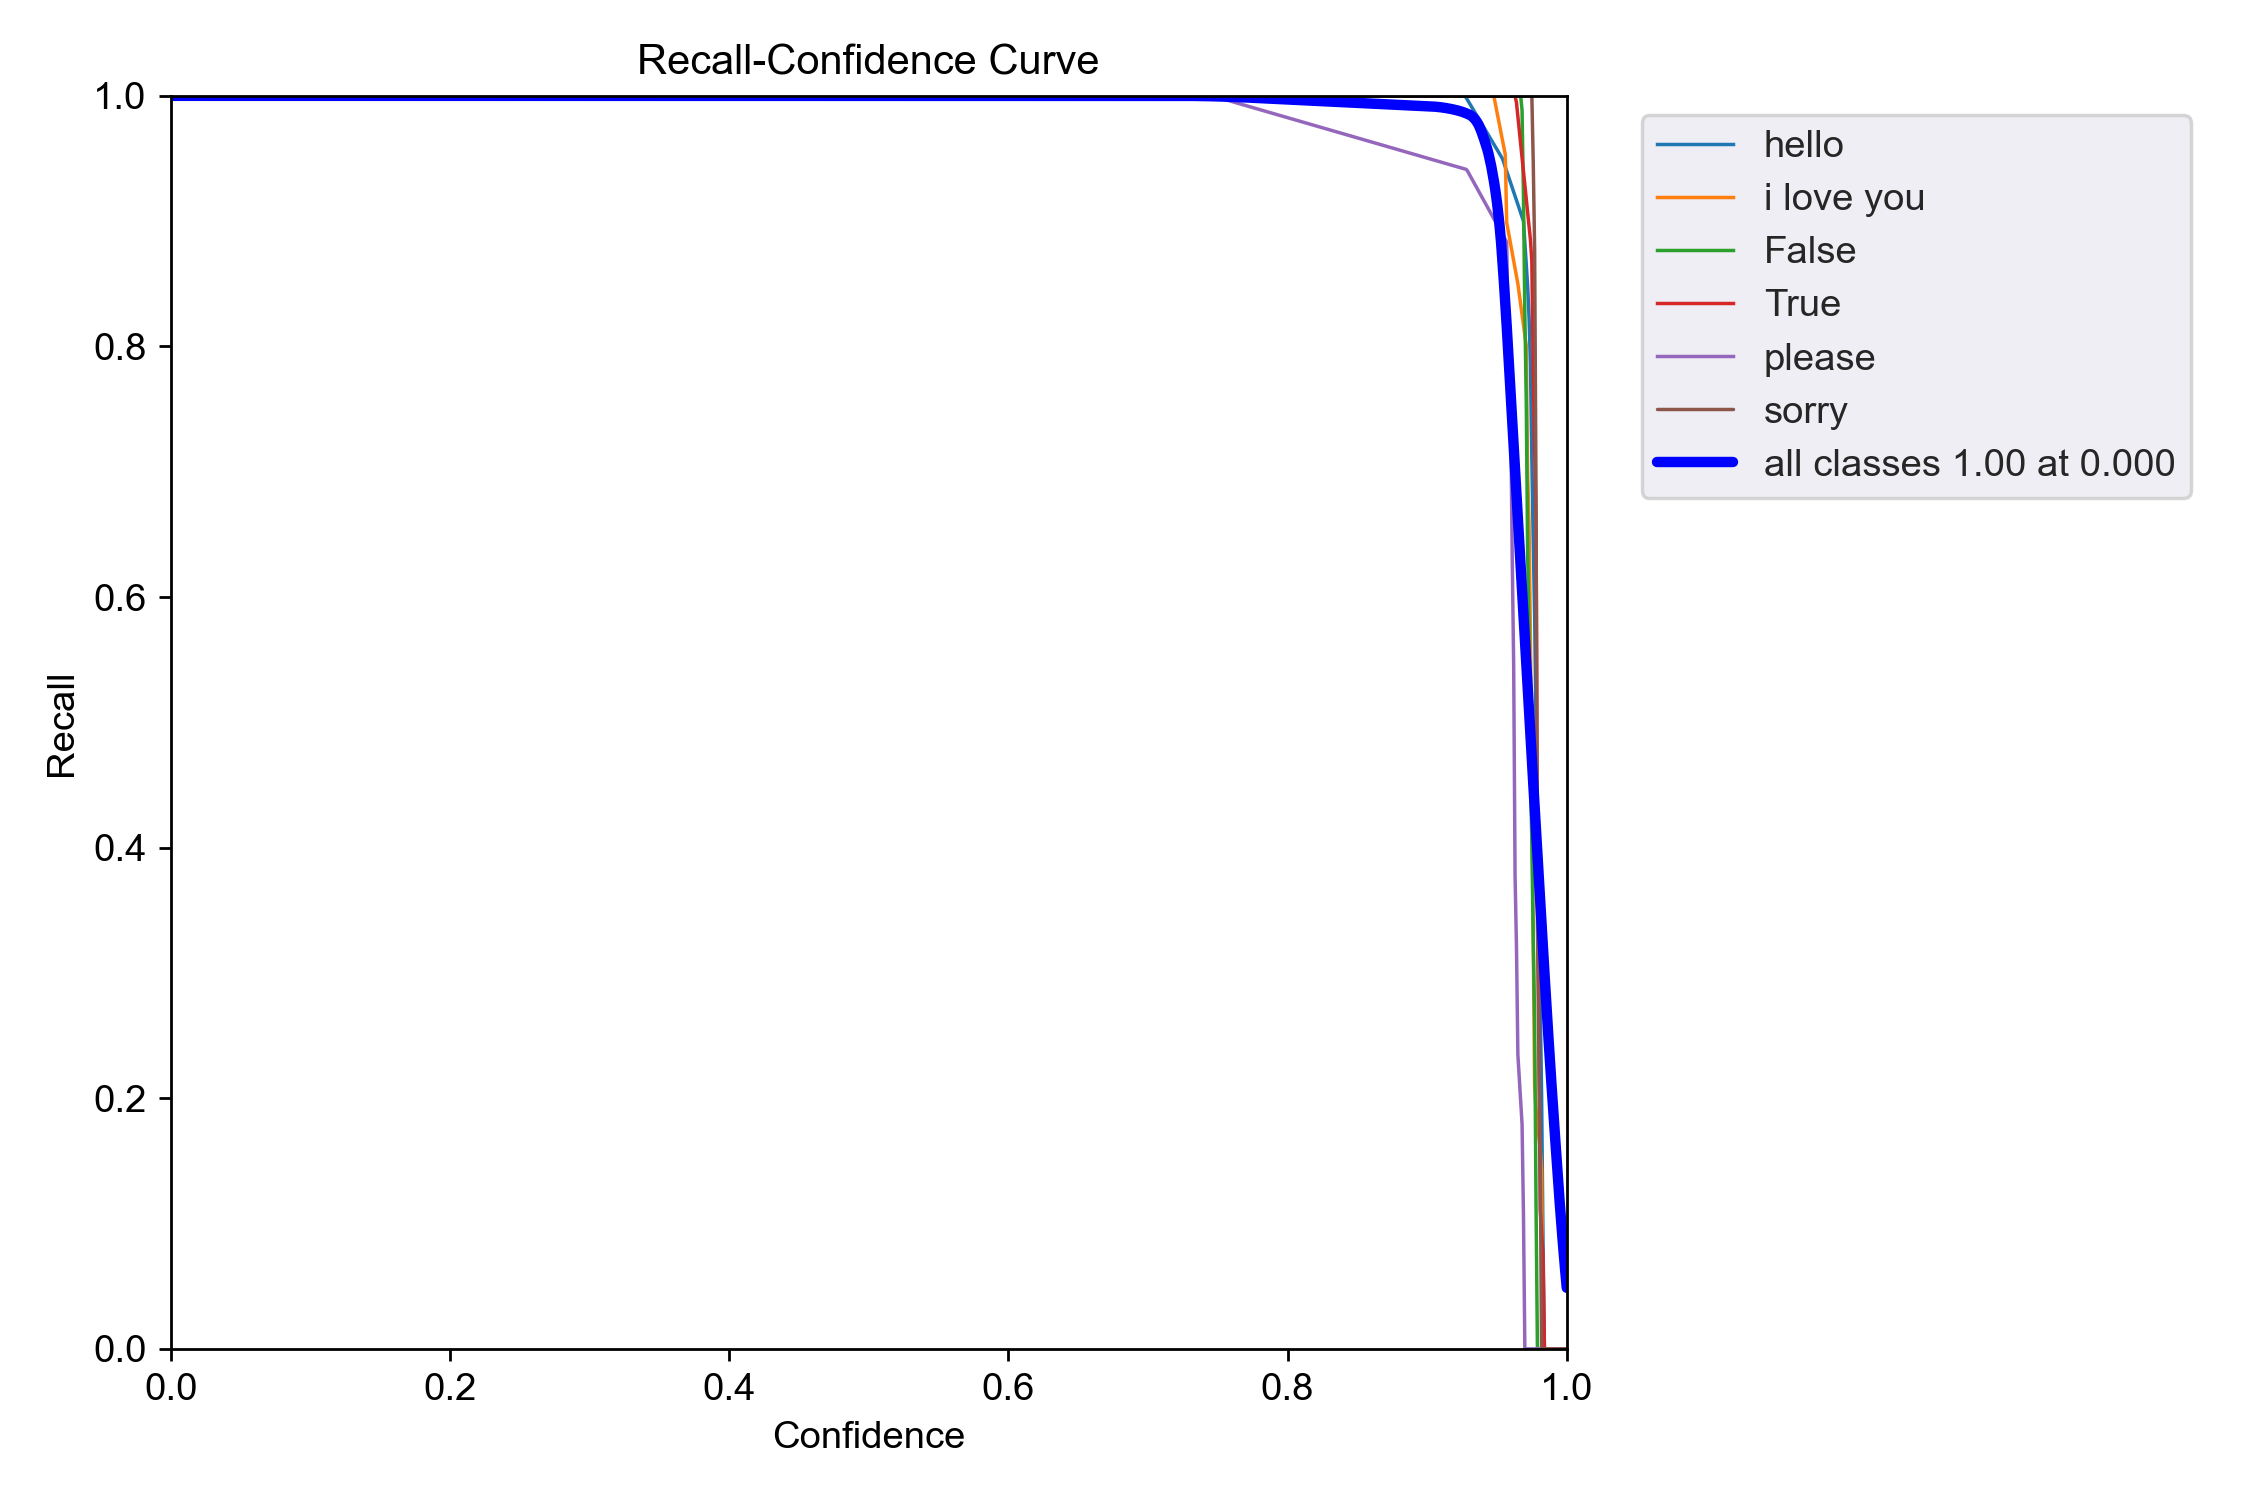 Recall-Confidence Curve
1.0
0.8
0.6
0.4
0.2
0.0
Recall
0.0 0.2 0.4 0.6 0.8 1.0
Confidence
hello
i love you
False
True
please
sorry
all classes 1.00 at 0.000